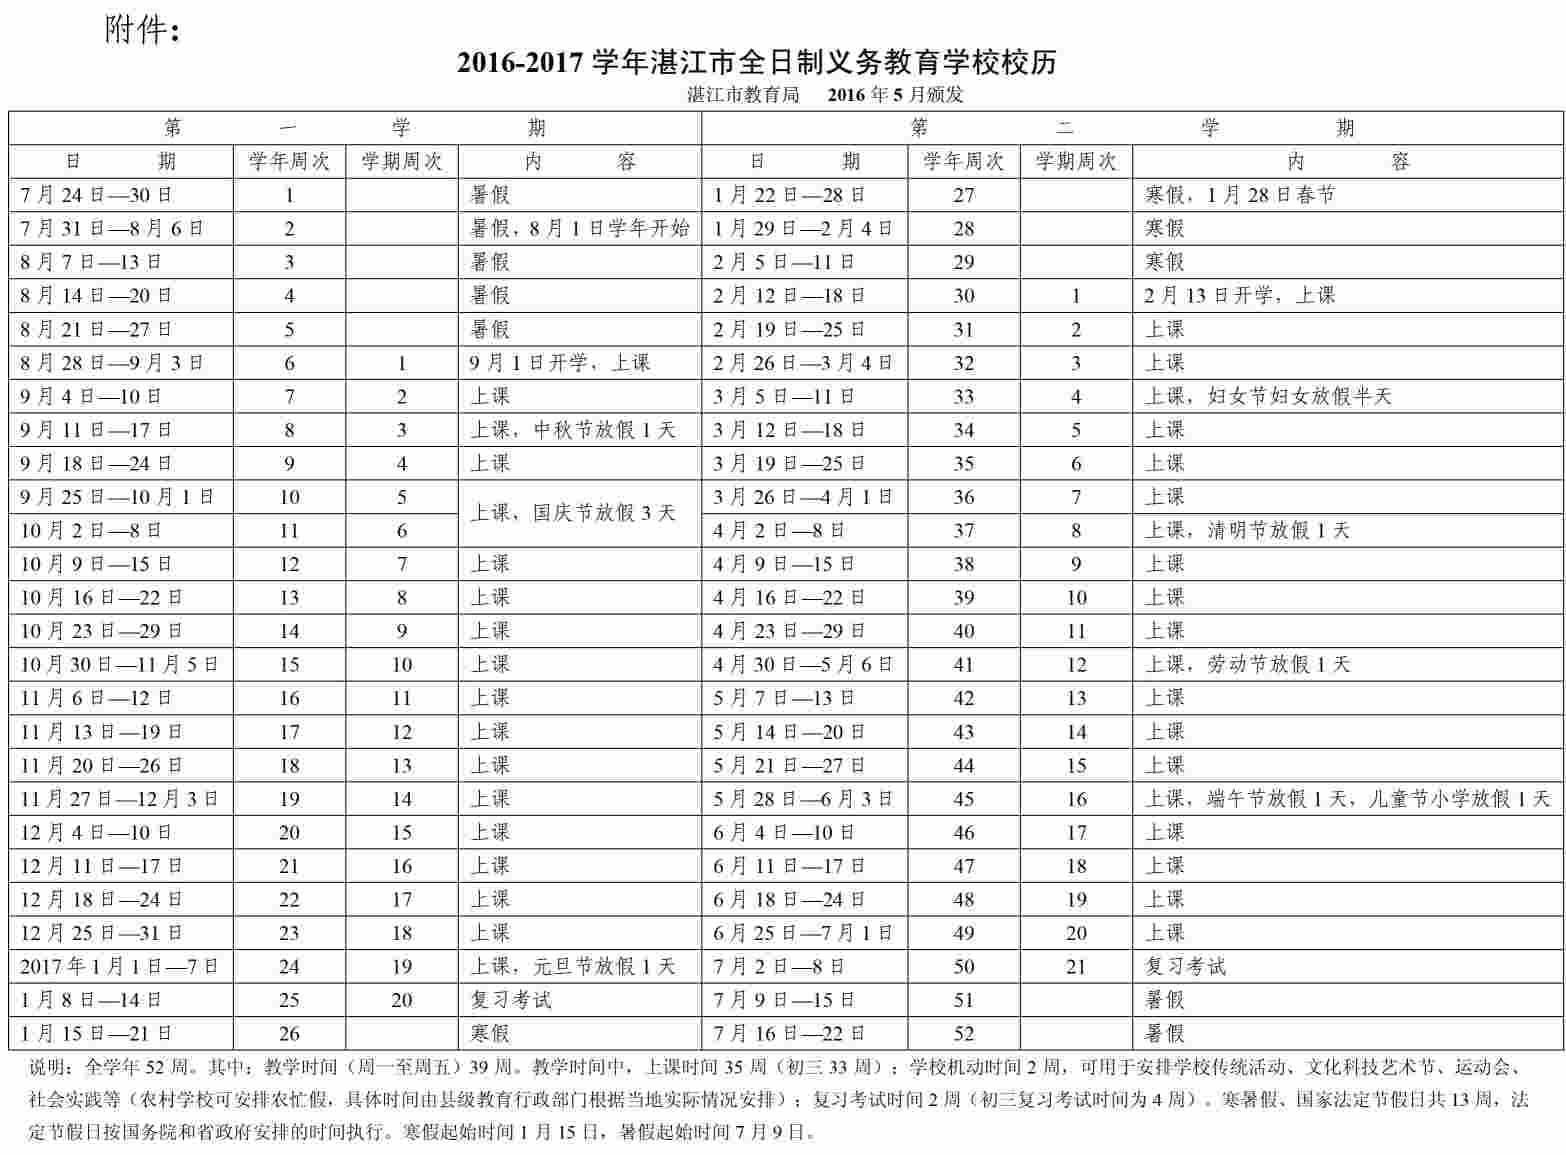 附件：
2016-2017 学年湛江市全日制义务教育学校校历
湛江市教育局 2016 年 5 月颁发
第 一 学 期 第 二 学 期
日 期 学年周次 学期周次 内 容 日 期 学年周次 学期周次 内 容
7 月 24 日—30 日 1 暑假 1 月 22 日—28 日 27 寒假，1 月 28 日春节
7 月 31 日—8 月 6 日 2 暑假，8 月 1 日学年开始 1 月 29 日—2 月 4 日 28 寒假
8 月 7 日—13 日 3 暑假 2 月 5 日—11 日 29 寒假
8 月 14 日—20 日 4 暑假 2 月 12 日—18 日 30 1 2 月 13 日开学，上课
8 月 21 日—27 日 5 暑假 2 月 19 日—25 日 31 2 上课
8 月 28 日—9 月 3 日 6 1 9 月 1 日开学，上课 2 月 26 日—3 月 4 日 32 3 上课
9 月 4 日—10 日 7 2 上课 3 月 5 日—11 日 33 4 上课，妇女节妇女放假半天
9 月 11 日—17 日 8 3 上课，中秋节放假 1 天 3 月 12 日—18 日 34 5 上课
9 月 18 日—24 日 9 4 上课 3 月 19 日—25 日 35 6 上课
9 月 25 日—10 月 1 日 10 5 上课，国庆节放假 3 天 3 月 26 日—4 月 1 日 36 7 上课
10 月 2 日—8 日 11 6 4 月 2 日—8 日 37 8 上课，清明节放假 1 天
10 月 9 日—15 日 12 7 上课 4 月 9 日—15 日 38 9 上课
10 月 16 日—22 日 13 8 上课 4 月 16 日—22 日 39 10 上课
10 月 23 日—29 日 14 9 上课 4 月 23 日—29 日 40 11 上课
10 月 30 日—11 月 5 日 15 10 上课 4 月 30 日—5 月 6 日 41 12 上课，劳动节放假 1 天
11 月 6 日—12 日 16 11 上课 5 月 7 日—13 日 42 13 上课
11 月 13 日—19 日 17 12 上课 5 月 14 日—20 日 43 14 上课
11 月 20 日—26 日 18 13 上课 5 月 21 日—27 日 44 15 上课
11 月 27 日—12 月 3 日 19 14 上课 5 月 28 日—6 月 3 日 45 16 上课，端午节放假 1 天，儿童节小学放假 1 天
12 月 4 日—10 日 20 15 上课 6 月 4 日—10 日 46 17 上课
12 月 11 日—17 日 21 16 上课 6 月 11 日—17 日 47 18 上课
12 月 18 日—24 日 22 17 上课 6 月 18 日—24 日 48 19 上课
12 月 25 日—31 日 23 18 上课 6 月 25 日—7 月 1 日 49 20 上课
2017 年 1 月 1 日—7 日 24 19 上课，元旦节放假 1 天 7 月 2 日—8 日 50 21 复习考试
1 月 8 日—14 日 25 20 复习考试 7 月 9 日—15 日 51 暑假
1 月 15 日—21 日 26 寒假 7 月 16 日—22 日 52 暑假
说明：全学年 52 周。其中：教学时间（周一至周五）39 周。教学时间中，上课时间 35 周（初三 33 周）；学校机动时间 2 周，可用于安排学校传统活动、文化科技艺术节、运动会、
社会实践等（农村学校可安排农忙假，具体时间由县级教育行政部门根据当地实际情况安排）；复习考试时间 2 周（初三复习考试时间为 4 周）。寒暑假、国家法定节假日共 13 周，法
定节假日按国务院和省政府安排的时间执行。寒假起始时间 1 月 15 日，暑假起始时间 7 月 9 日。